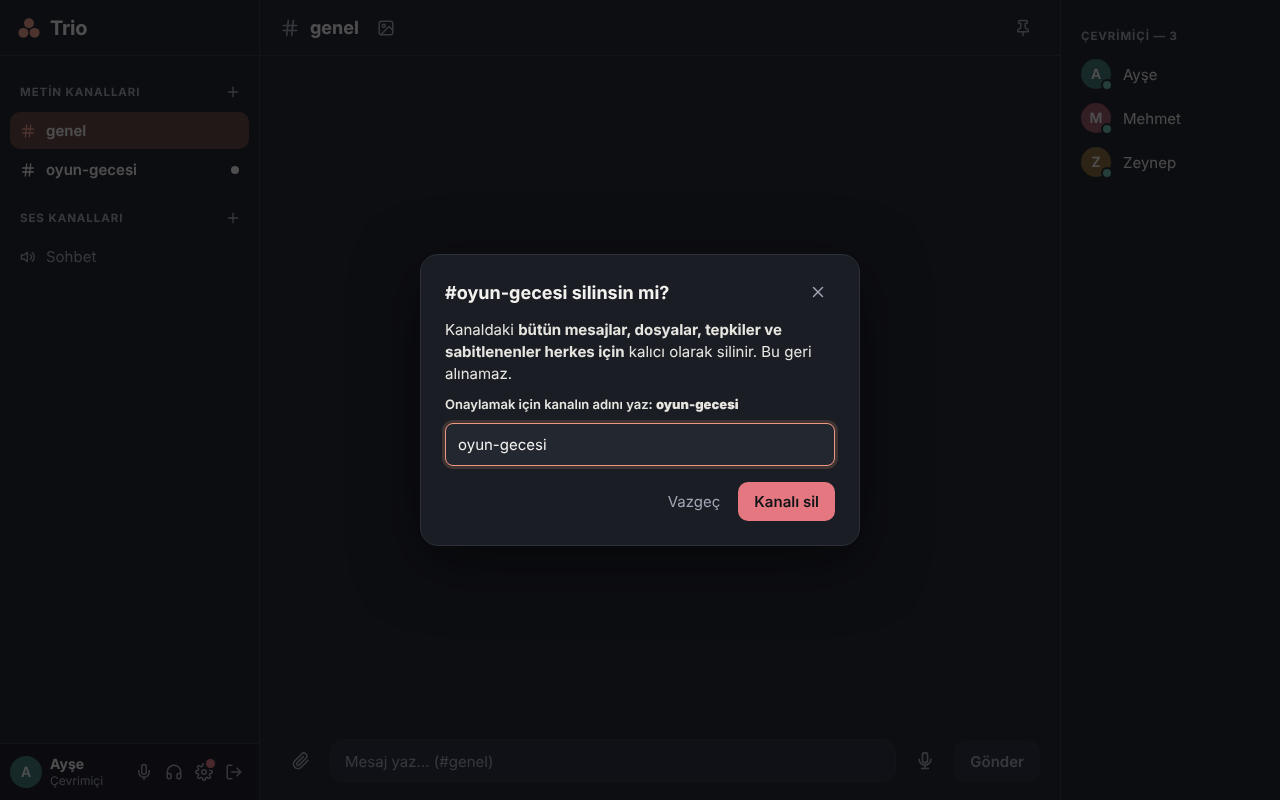 Trio
METİN KANALLARI
genel
oyun-gecesi
SES KANALLARI
Sohbet
A
Ayşe
Çevrimiçi
# genel
#oyun-gecesi silinsin mi?
Kanaldaki bütün mesajlar, dosyalar, tepkiler ve
sabitlenenler herkes için kalıcı olarak silinir. Bu geri
alınamaz.
Onaylamak için kanalın adını yaz: oyun-gecesi
oyun-gecesi
Vazgeç
Kanalı sil
Mesaj yaz... (#genel)
Gönder
ÇEVRİMİÇİ — 3
A Ayşe
M Mehmet
Z Zeynep